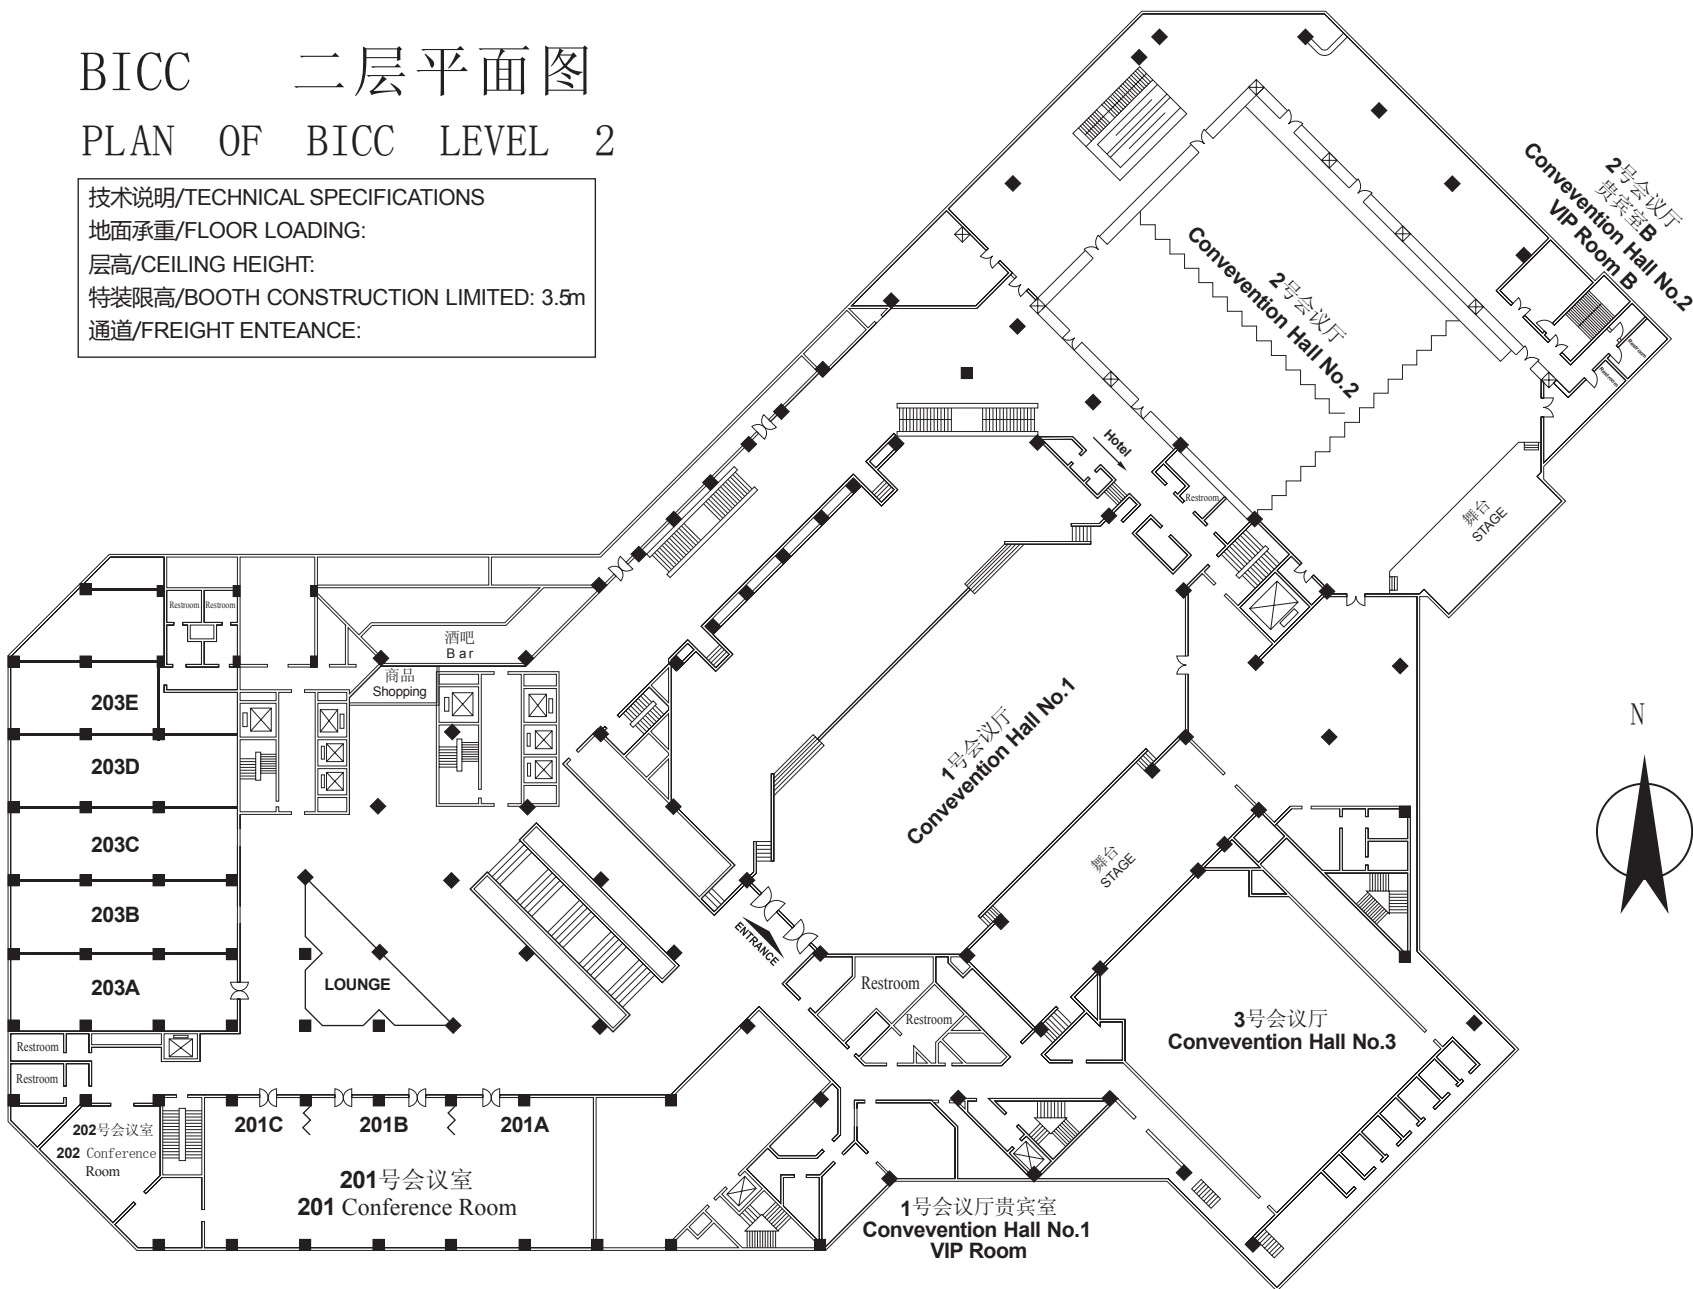 BICC 二层平面图
PLAN OF BICC LEVEL 2
技术说明/TECHNICAL SPECIFICATIONS
地面承重/FLOOR LOADING:
层高/CEILING HEIGHT:
特装限高/BOOTH CONSTRUCTION LIMITED: 3.5m
通道/FREIGHT ENTEANCE:
2号会议厅
贵宾室B
Convevention Hall No.2
VIP Room B
2号会议厅
Convevention Hall No.2
Restroom
Restroom
Hotel
Restroom
舞台
STAGE
Restroom
Restroom
酒吧
Bar
商品
Shopping
203E
203D
203C
203B
203A
1号会议厅
Convevention Hall No.1
N
舞台
STAGE
ENTRANCE
LOUNGE
Restroom
Restroom
3号会议厅
Convevention Hall No.3
Restroom
Restroom
202号会议室
202 Conference
Room
201C
201B
201A
201号会议室
201 Conference Room
1号会议厅贵宾室
Convevention Hall No.1
VIP Room